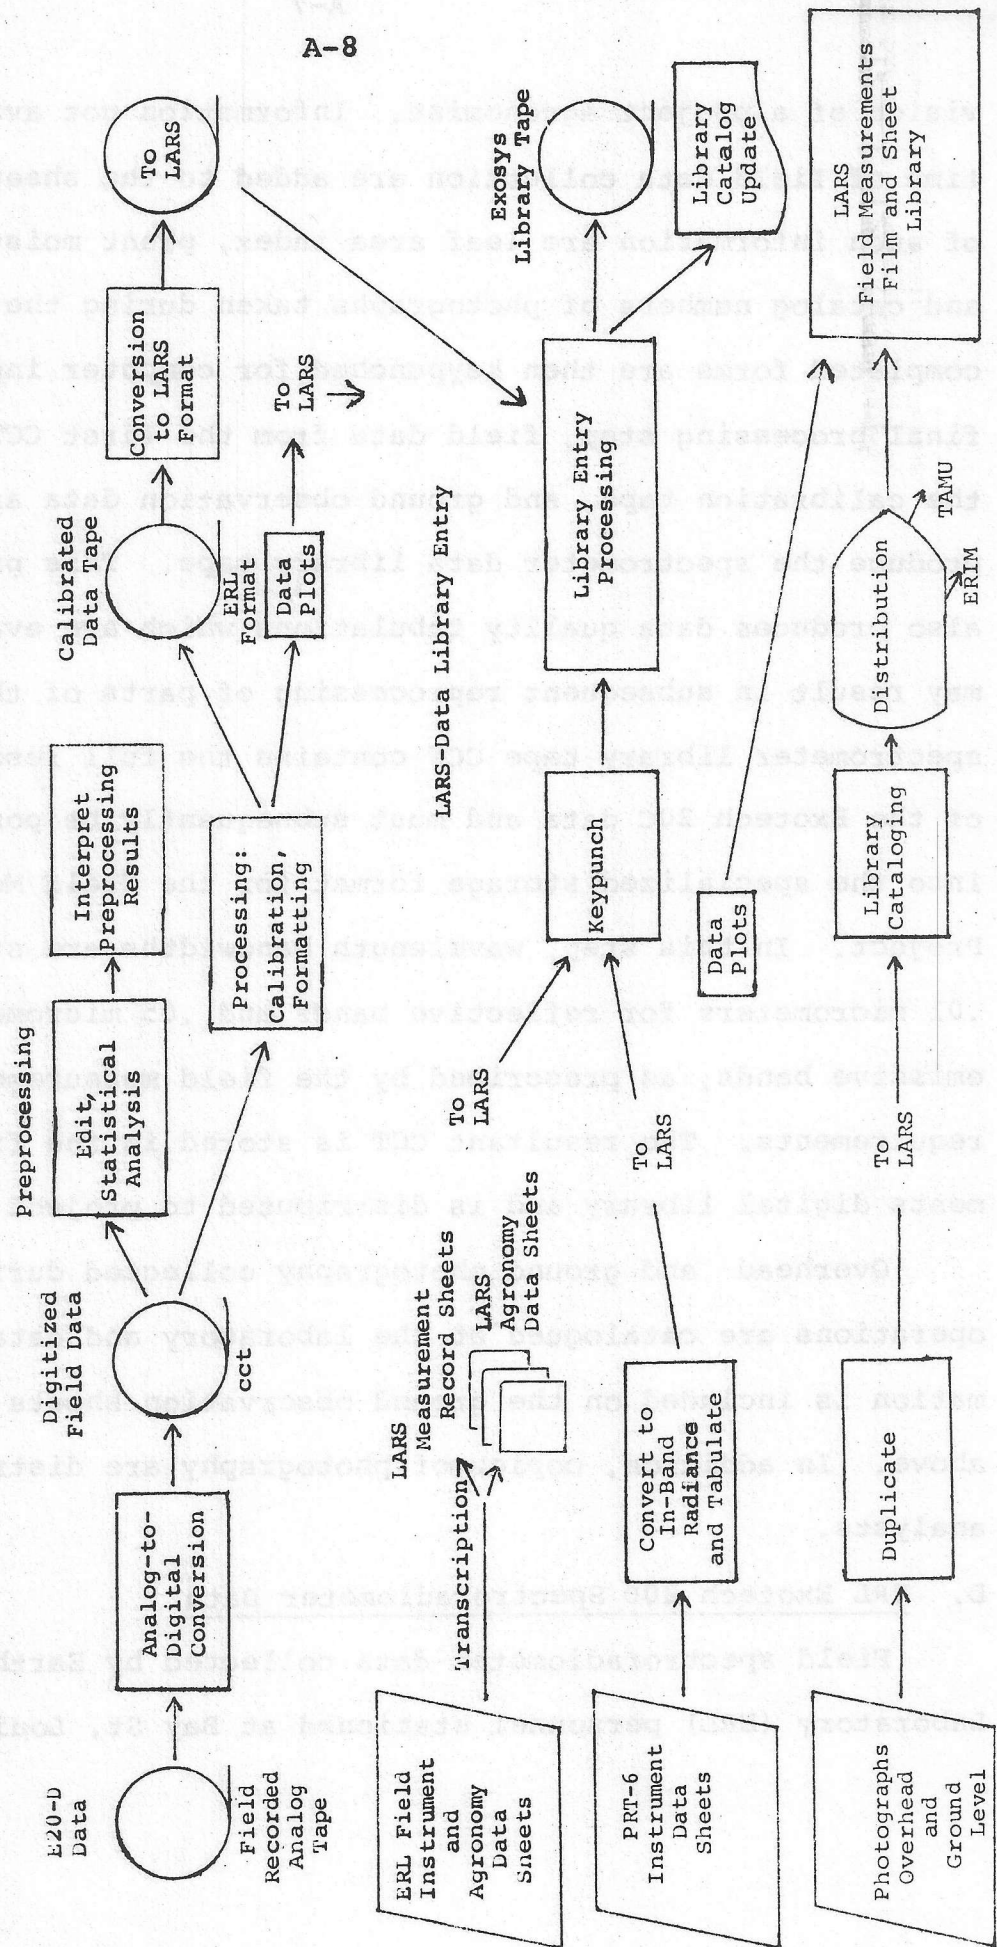 A-8
E20-D
Data
Field
Recorded
Analog
Tape
Analog-to-
Digital
Conversion
Digitized
Field Data
cct
Preprocessing
Edit,
Statistical
Analysis
Interpret
Preprocessing
Results
Processing:
Calibration,
Formating
Calibrated
Data Tape
ERL
Format
Data
Plots
To
LARS
Conversion
to LARS
Format
To
LARS
ERL Field
Instrument
and
Agronomy
Data
Sheets
Transcription
LARS
Measurement
Record Sheets
LARS
Agronomy
Data Sheets
To
LARS
PRT-6
Instrument
Data
Sheets
Convert to
In-Band
Radiance
and Tabulate
To
LARS
LARS-Data Library Entry
Keypunch
Library Entry
Processing
Exosys
Library Tape
Library
Catalog
Update
Data
Plots
Photographs
Overhead
and
Ground
Level
Duplicate
To
LARS
Library
Cataloging
Distribution
ERIM
TAMU
LARS
Field Measurements
Film and Sheet
Library